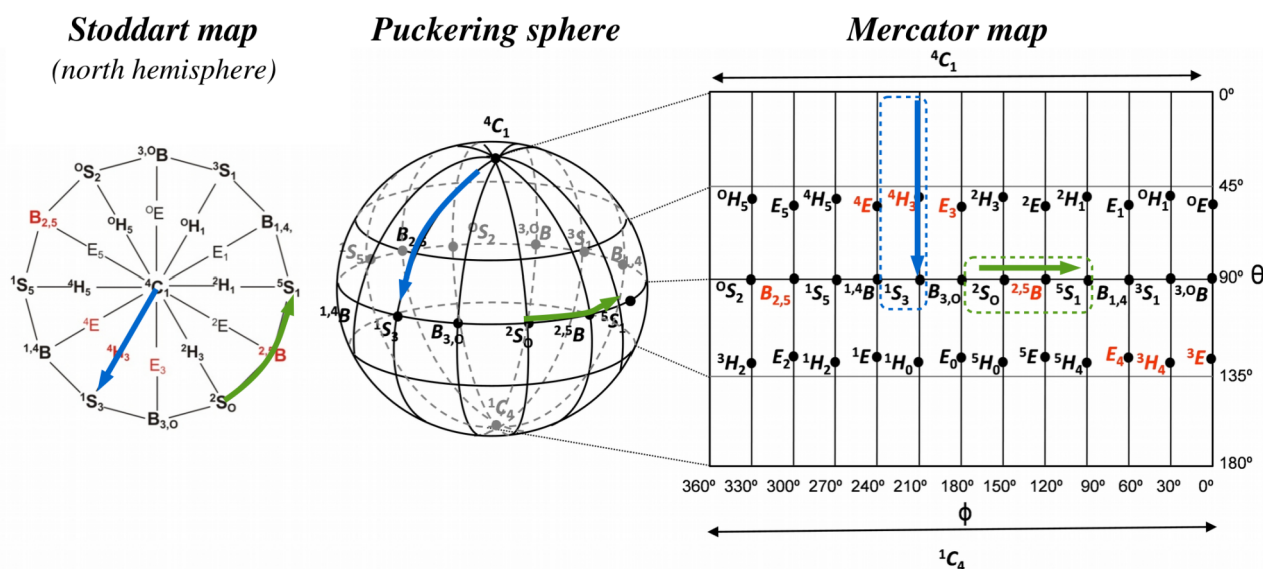 Stoddart map
(north hemisphere)
Puckering sphere
Mercator map
³,ᴼB
ᴼS₂
³S₁
ᴼE
B₂,₅
ᴼH₅
ᴼH₁
B₁,₄,
E₅
E₁
¹S₅
⁴H₅
⁴C₁
²H₁
⁵S₁
⁴E
²E
¹,⁴B
⁴H₃
E₃
²H₃
²,⁵B
¹S₃
B₃,O
²S_O
⁴C₁
B₂,₅
ᴼS₂
³,ᴼB
³S₁
¹S₅
B₁,₄
¹,⁴B
¹S₃
B₃,O
²S_O
²,⁵B
⁵S₁
¹C₄
⁴C₁
0º
45º
ᴼH₅ E₅ ⁴H₅ ⁴E ⁴H₃ E₃ ²H₃ ²E ²H₁ E₁ ᴼH₁ ᴼE
90º θ
ᴼS₂ B₂,₅ ¹S₅ 1,4B ¹S₃ B₃,O ²S_O ²,⁵B ⁵S₁ B₁,₄ ³S₁ ³,ᴼB
³H₂ E₂ ¹H₂ ¹E ¹H₀ E₀ ⁵H₀ ⁵E ⁵H₄ E₄ ³H₄ ³E
135º
180º
360º 330º 300º 270º 240º 210º 180º 150º 120º 90º 60º 30º 0º
ϕ
¹C₄